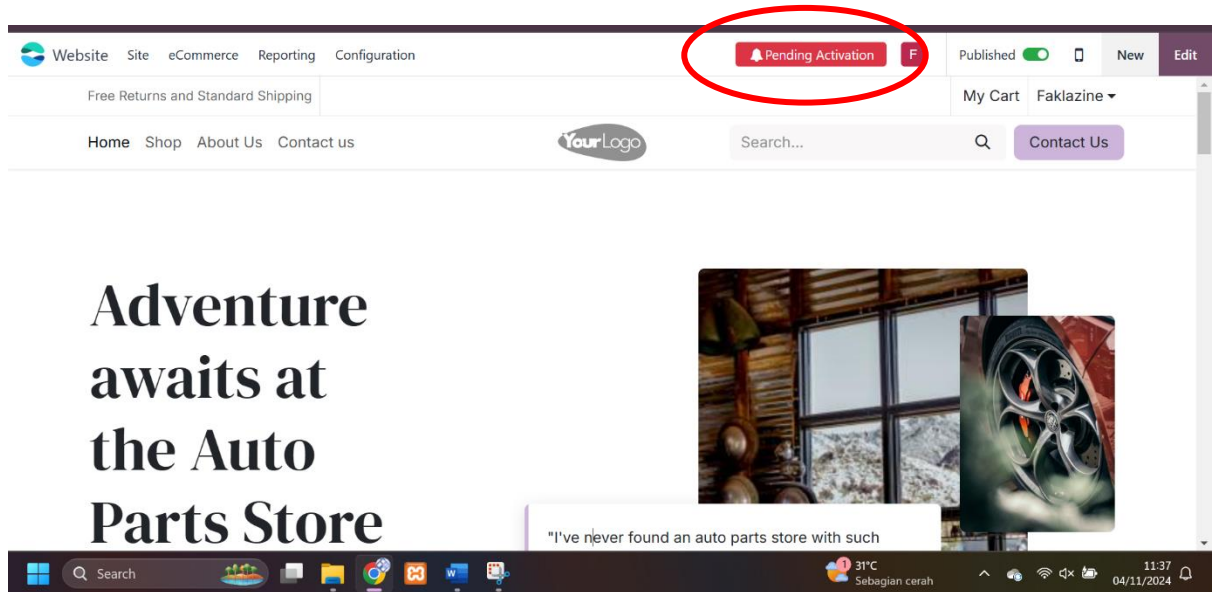 Website Site eCommerce Reporting Configuration Pending Activation F Published New Edit
Free Returns and Standard Shipping My Cart Faklazine
Home Shop About Us Contact us YourLogo Search... Contact Us
Adventure
awaits at
the Auto
Parts Store
"I've never found an auto parts store with such
Search 1 31°C 11:37
Sebagian cerah 04/11/2024